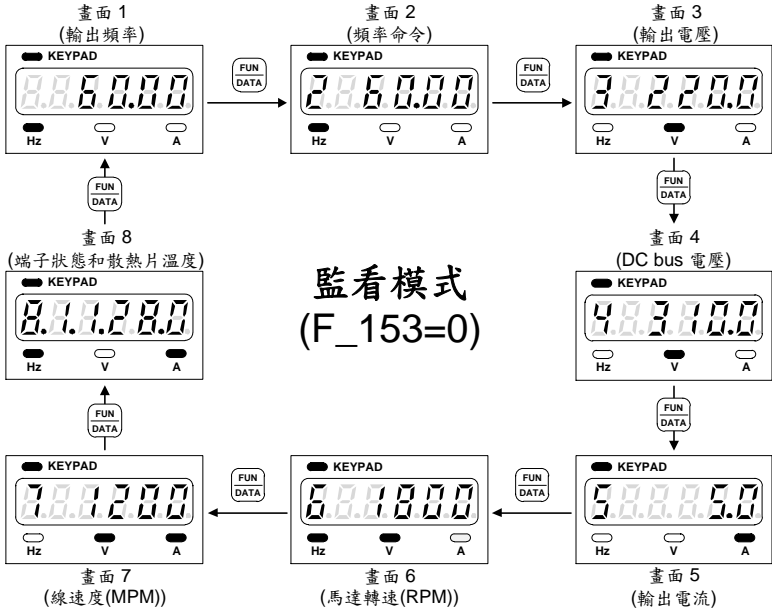 畫面 1
(輸出頻率)
KEYPAD
60.00
Hz V A
FUN
DATA
畫面 2
(頻率命令)
KEYPAD
2 60.00
Hz V A
FUN
DATA
畫面 3
(輸出電壓)
KEYPAD
3 220.0
Hz V A
FUN
DATA
畫面 4
(DC bus 電壓)
KEYPAD
4 310.0
Hz V A
FUN
DATA
畫面 5
(輸出電流)
KEYPAD
5 5.0
Hz V A
FUN
DATA
畫面 6
(馬達轉速(RPM))
KEYPAD
6 1800
Hz V A
FUN
DATA
畫面 7
(線速度(MPM))
KEYPAD
7 1200
Hz V A
FUN
DATA
畫面 8
(端子狀態和散熱片溫度)
KEYPAD
8.1.1.28.0
Hz V A
FUN
DATA
監看模式
(F_153=0)